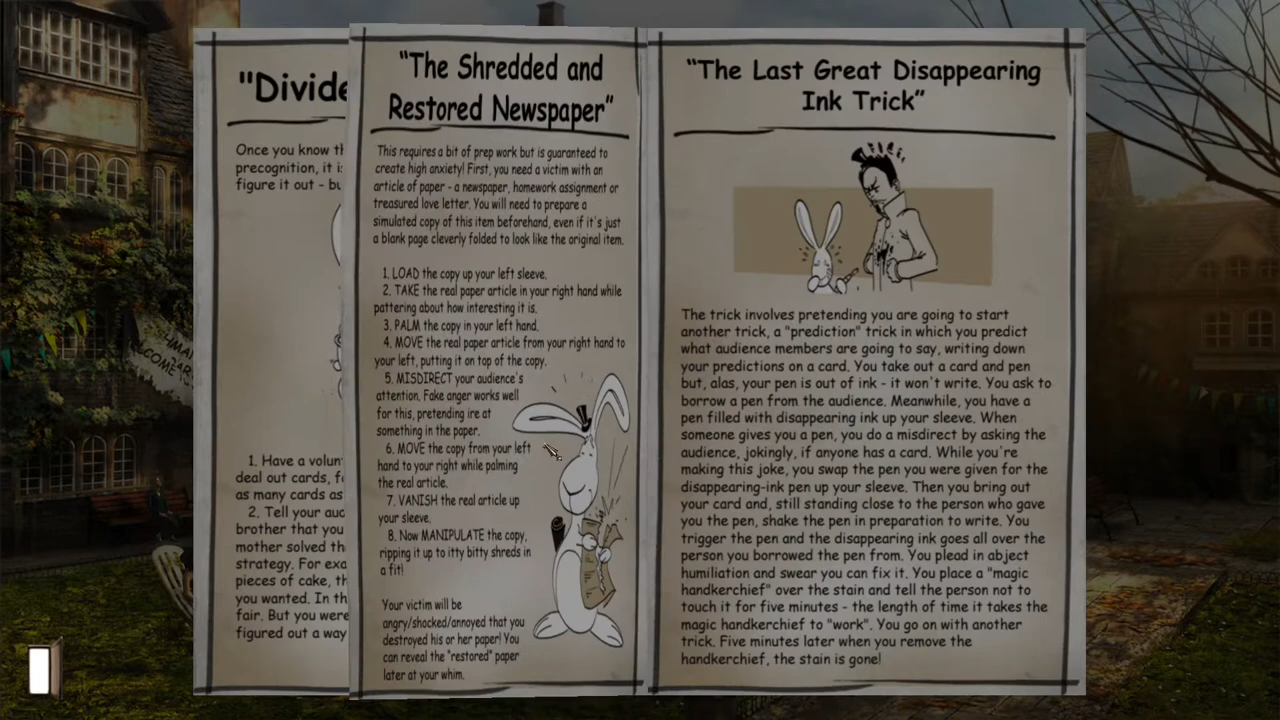 "Divide
Once you know th
precognition, it i
figure it out - bu
1. Have a volun
deal out cards, f
as many cards as
2. Tell your aud
brother that you
mother solved th
strategy. For exa
pieces of cake, th
you wanted. In th
fair. But you were
figured out a way
“The Shredded and
Restored Newspaper”
This requires a bit of prep work but is guaranteed to
create high anxiety! First, you need a victim with an
article of paper - a newspaper, homework assignment or
treasured love letter. You will need to prepare a
simulated copy of this item beforehand, even if it's just
a blank page cleverly folded to look like the original item.
1. LOAD the copy up your left sleeve.
2. TAKE the real paper article in your right hand while
pattering about how interesting it is.
3. PALM the copy in your left hand.
4. MOVE the real paper article from your right hand to
your left, putting it on top of the copy.
5. MISDIRECT your audience's
attention. Fake anger works well
for this, pretending ire at
something in the paper.
6. MOVE the copy from your left
hand to your right while palming
the real article.
7. VANISH the real article up
your sleeve.
8. Now MANIPULATE the copy,
ripping it up to itty bitty shreds in
a fit!
Your victim will be
angry/shocked/annoyed that you
destroyed his or her paper! You
can reveal the "restored" paper
later at your whim.
“The Last Great Disappearing
Ink Trick”
The trick involves pretending you are going to start
another trick, a "prediction" trick in which you predict
what audience members are going to say, writing down
your predictions on a card. You take out a card and pen
but, alas, your pen is out of ink - it won't write. You ask to
borrow a pen from the audience. Meanwhile, you have a
pen filled with disappearing ink up your sleeve. When
someone gives you a pen, you do a misdirect by asking the
audience, jokingly, if anyone has a card. While you're
making this joke, you swap the pen you were given for the
disappearing-ink pen up your sleeve. Then you bring out
your card and, still standing close to the person who gave
you the pen, shake the pen in preparation to write. You
trigger the pen and the disappearing ink goes all over the
person you borrowed the pen from. You plead in abject
humiliation and swear you can fix it. You place a "magic
handkerchief" over the stain and tell the person not to
touch it for five minutes - the length of time it takes the
magic handkerchief to "work". You go on with another
trick. Five minutes later when you remove the
handkerchief, the stain is gone!